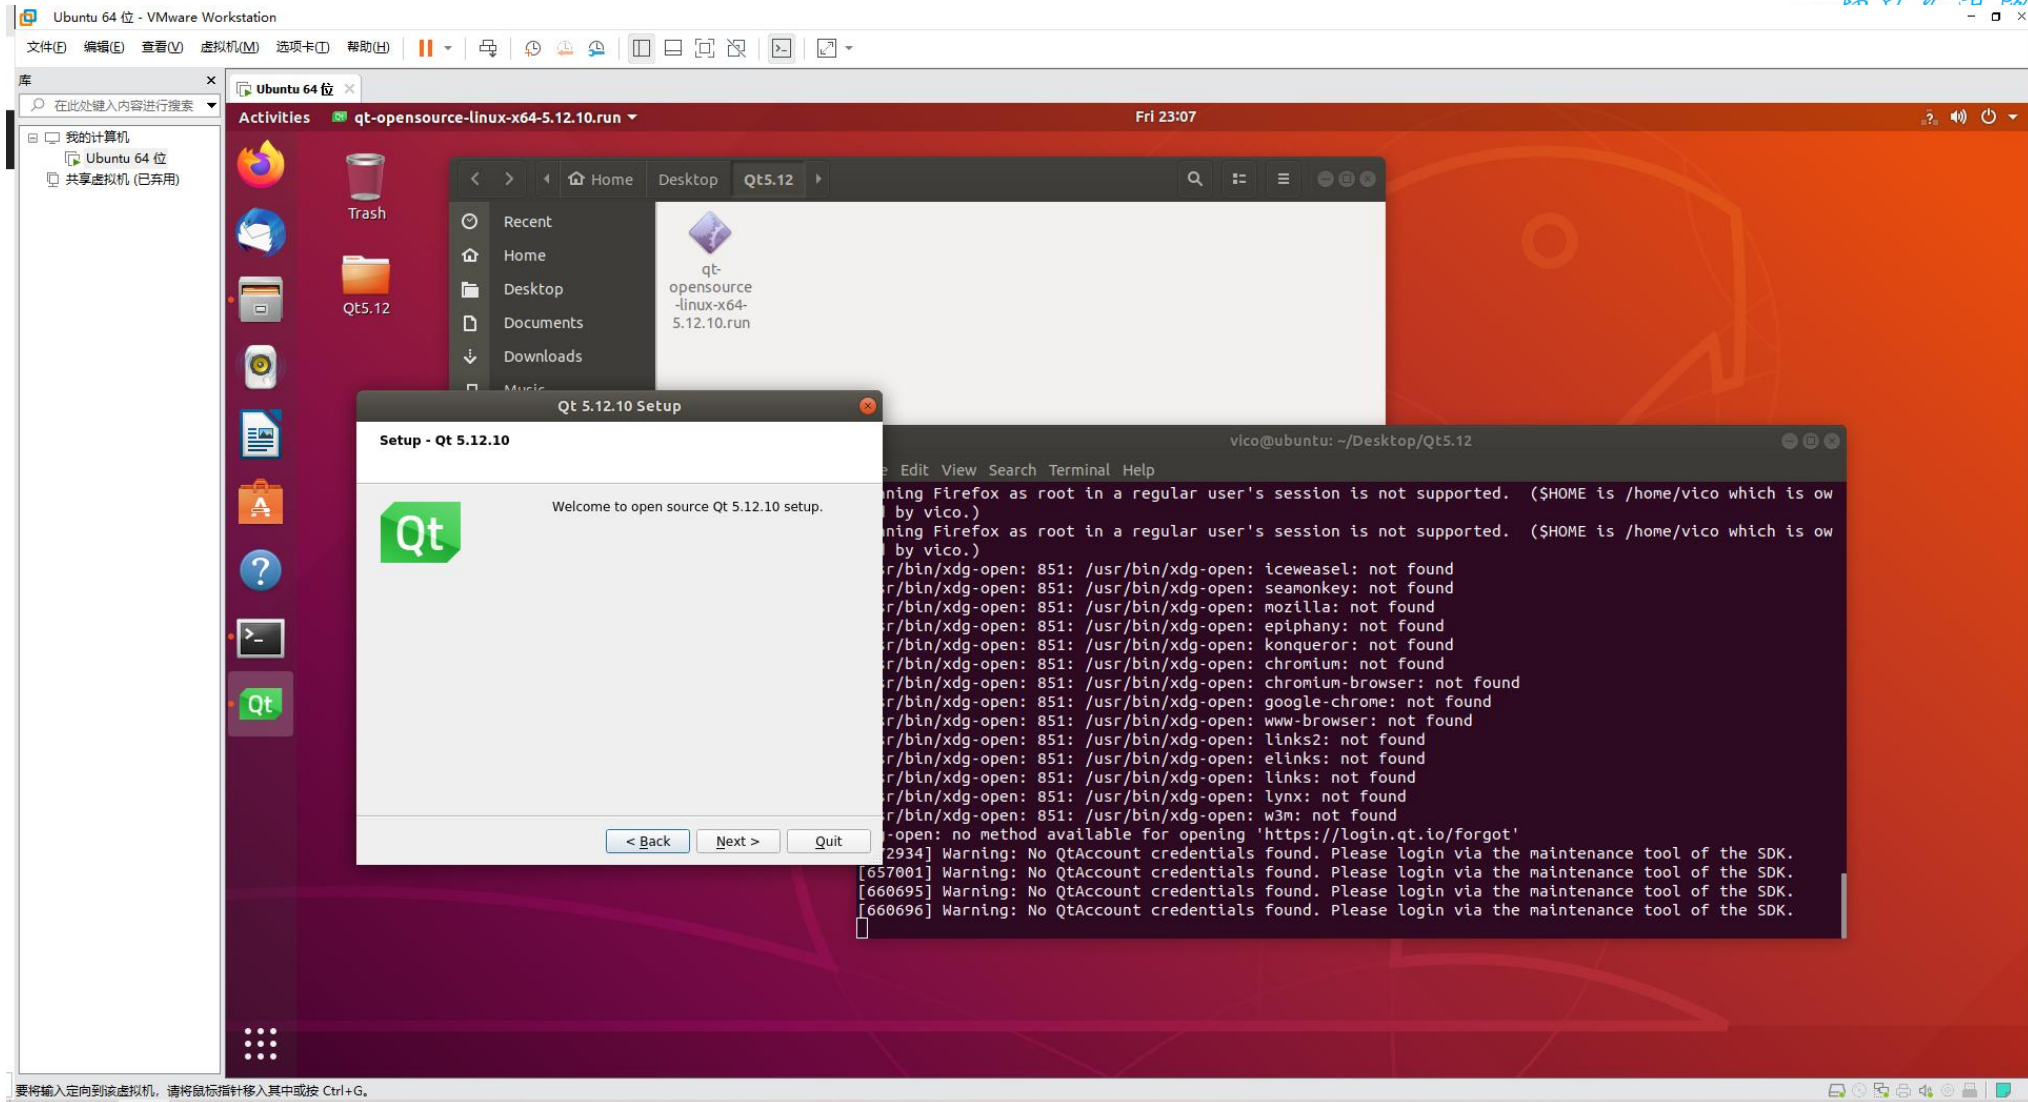 Ubuntu 64 位 - VMware Workstation
文件(F) 编辑(E) 查看(V) 虚拟机(M) 选项卡(T) 帮助(H)
库
在此处键入内容进行搜索
我的计算机
Ubuntu 64 位
共享虚拟机 (已弃用)
Ubuntu 64 位
Activities qt-opensource-linux-x64-5.12.10.run Fri 23:07
Trash
Qt5.12
Home Desktop Qt5.12
Recent
Home
Desktop
Documents
Downloads
Music
qt-
opensource
-linux-x64-
5.12.10.run
Qt 5.12.10 Setup
Setup - Qt 5.12.10
Qt
Welcome to open source Qt 5.12.10 setup.
< Back Next > Quit
Qt
vico@ubuntu: ~/Desktop/Qt5.12
Edit View Search Terminal Help
ning Firefox as root in a regular user's session is not supported. ($HOME is /home/vico which is ow
by vico.)
ning Firefox as root in a regular user's session is not supported. ($HOME is /home/vico which is ow
by vico.)
r/bin/xdg-open: 851: /usr/bin/xdg-open: iceweasel: not found
r/bin/xdg-open: 851: /usr/bin/xdg-open: seamonkey: not found
r/bin/xdg-open: 851: /usr/bin/xdg-open: mozilla: not found
r/bin/xdg-open: 851: /usr/bin/xdg-open: epiphany: not found
r/bin/xdg-open: 851: /usr/bin/xdg-open: konqueror: not found
r/bin/xdg-open: 851: /usr/bin/xdg-open: chromium: not found
r/bin/xdg-open: 851: /usr/bin/xdg-open: chromium-browser: not found
r/bin/xdg-open: 851: /usr/bin/xdg-open: google-chrome: not found
r/bin/xdg-open: 851: /usr/bin/xdg-open: www-browser: not found
r/bin/xdg-open: 851: /usr/bin/xdg-open: links2: not found
r/bin/xdg-open: 851: /usr/bin/xdg-open: elinks: not found
r/bin/xdg-open: 851: /usr/bin/xdg-open: links: not found
r/bin/xdg-open: 851: /usr/bin/xdg-open: lynx: not found
r/bin/xdg-open: 851: /usr/bin/xdg-open: w3m: not found
-open: no method available for opening 'https://login.qt.io/forgot'
72934] Warning: No QtAccount credentials found. Please login via the maintenance tool of the SDK.
[657001] Warning: No QtAccount credentials found. Please login via the maintenance tool of the SDK.
[660695] Warning: No QtAccount credentials found. Please login via the maintenance tool of the SDK.
[660696] Warning: No QtAccount credentials found. Please login via the maintenance tool of the SDK.
要将输入定向到该虚拟机，请将鼠标指针移入其中或按 Ctrl+G。